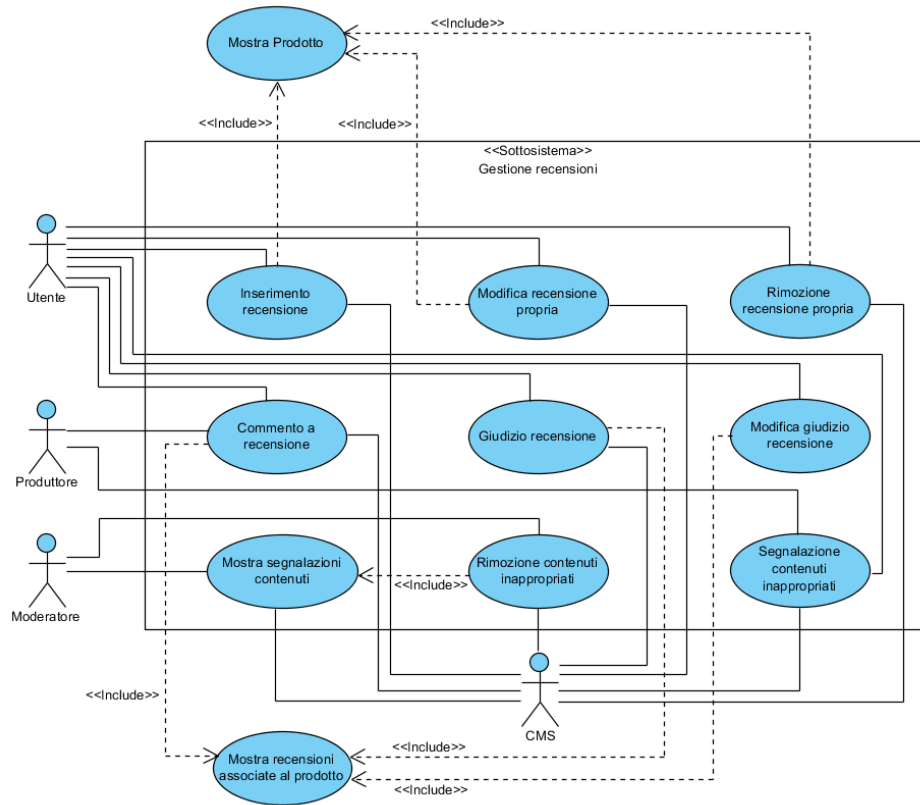 <<Include>>
Mostra Prodotto
<<Include>>
<<Include>>
<<Sottosistema>>
Gestione recensioni
Utente
Inserimento
recensione
Modifica recensione
propria
Rimozione
recensione propria
Produttore
Commento a
recensione
Giudizio recensione
Modifica giudizio
recensione
Moderatore
Mostra segnalazioni
contenuti
<<Include>>
Rimozione contenuti
inappropriati
Segnalazione
contenuti
inappropriati
<<Include>>
CMS
Mostra recensioni
associate al prodotto
<<Include>>
<<Include>>